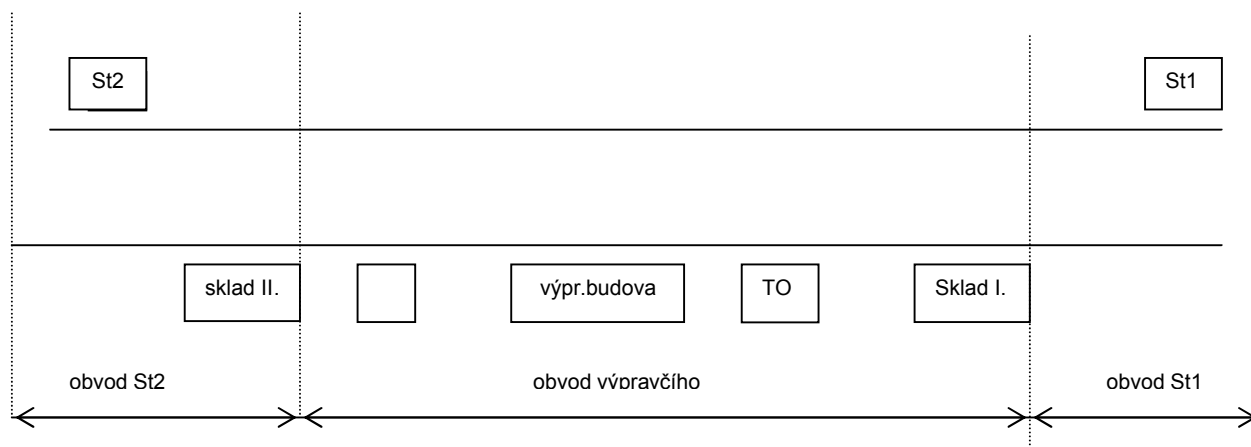 St2
St1
sklad II.
výpr.budova
TO
Sklad I.
obvod St2
obvod výpravčího
obvod St1